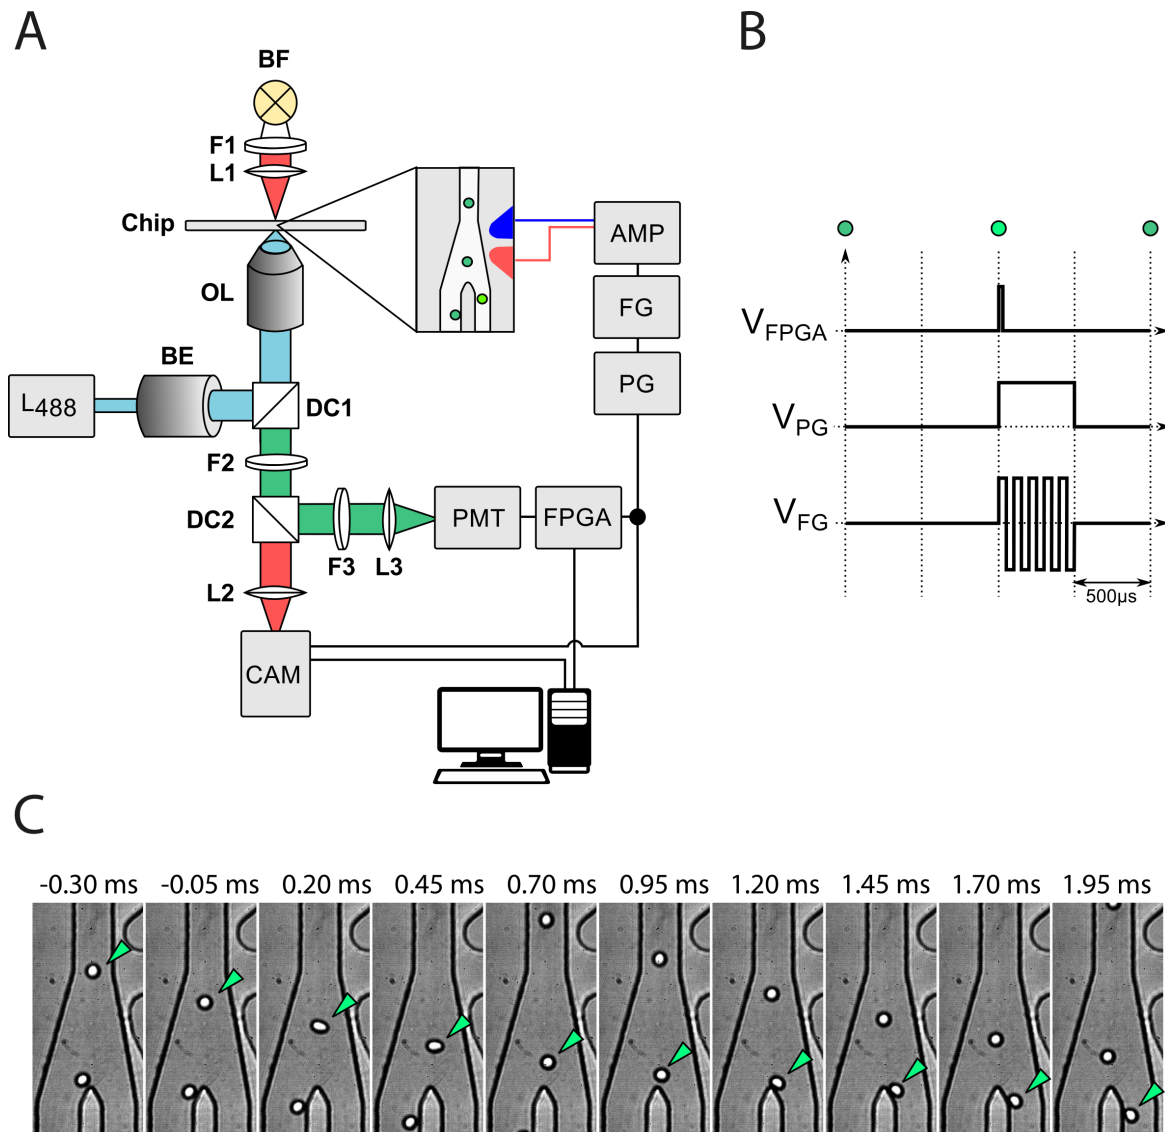 A
B
BF
F1
L1
Chip
OL
BE
L488
DC1
F2
DC2
F3
L3
L2
CAM
PMT
FPGA
AMP
FG
PG
VFPGA
VPG
VFG
500µs
C
-0.30 ms -0.05 ms 0.20 ms 0.45 ms 0.70 ms 0.95 ms 1.20 ms 1.45 ms 1.70 ms 1.95 ms